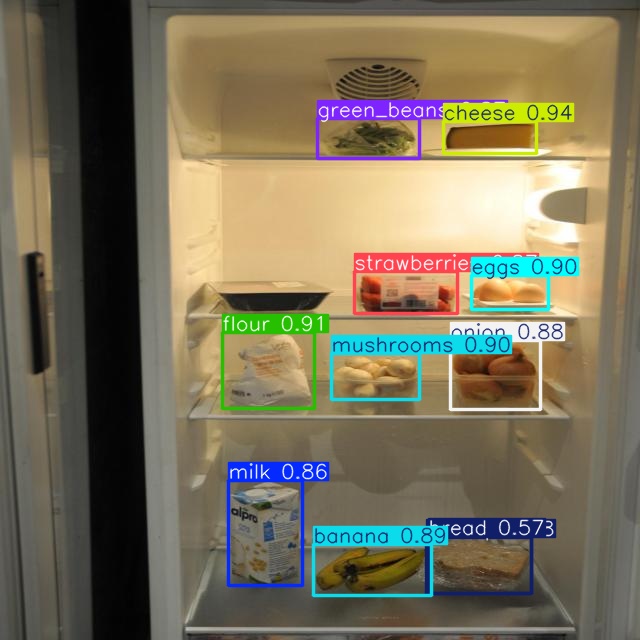 green_beans
cheese 0.94
strawberrie
eggs 0.90
flour 0.91
mushrooms 0.90
onion 0.88
milk 0.86
alpro
banana 0.89
bread 0.573